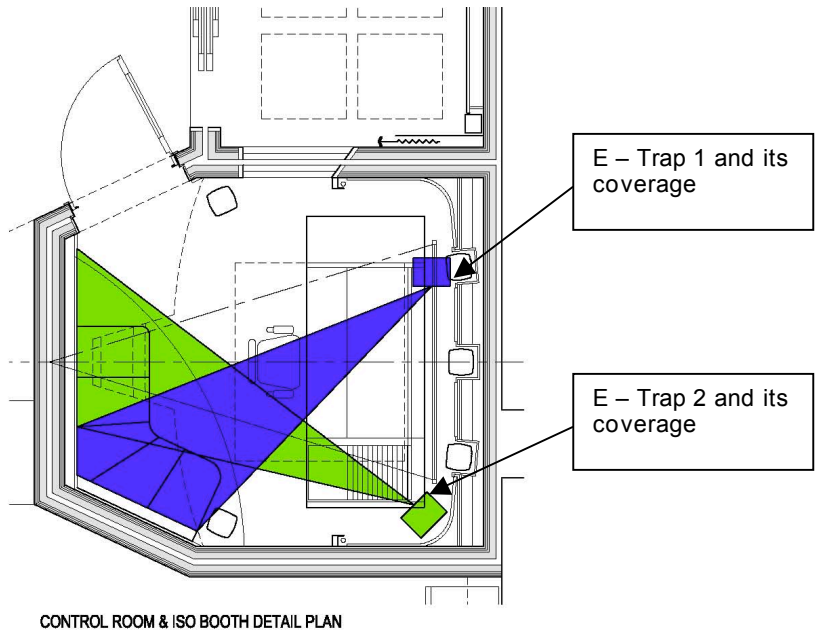 E – Trap 1 and its
coverage
E – Trap 2 and its
coverage
CONTROL ROOM & ISO BOOTH DETAIL PLAN